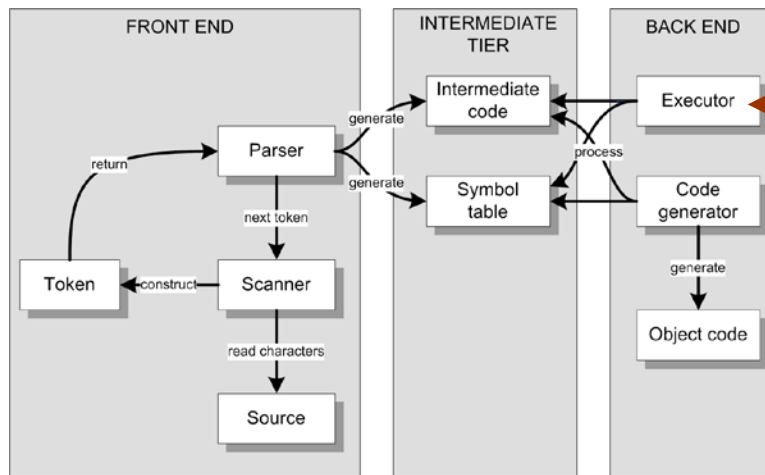 FRONT END
INTERMEDIATE
TIER
BACK END
Intermediate
code
Executor
generate
Parser
return
process
generate
Symbol
table
Code
generator
next token
Token
construct
Scanner
generate
Object code
read characters
Source